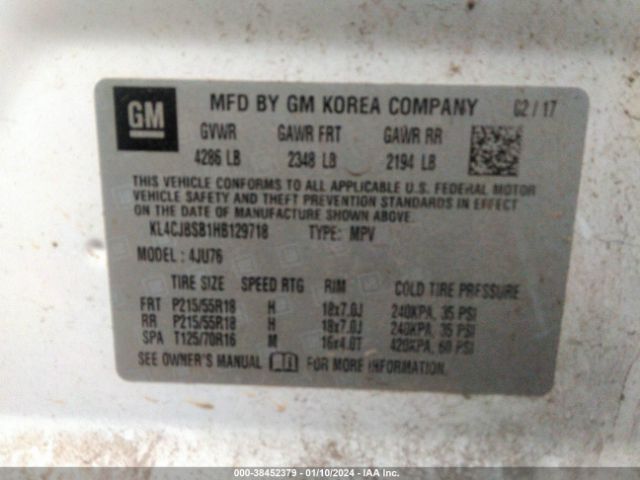 GM MFD BY GM KOREA COMPANY 02/17
GVWR GAWR FRT GAWR RR
4286 LB 2348 LB 2194 LB
THIS VEHICLE CONFORMS TO ALL APPLICABLE U.S. FEDERAL MOTOR
VEHICLE SAFETY AND THEFT PREVENTION STANDARDS IN EFFECT ON
THE DATE OF MANUFACTURE SHOWN ABOVE.
KL4CJBSB1HB129718 TYPE: MPV
MODEL: 4JU76
TIRE SIZE SPEED RTG RIM COLD TIRE PRESSURE
FRT P215/55R18 H 18x7.0J 240KPA, 35 PSI
RR P215/55R18 H 18x7.0J 240KPA, 35 PSI
SPA T125/70R16 M 16x4.0T 420KPA, 60 PSI
SEE OWNER'S MANUAL FOR MORE INFORMATION.
000-38452379 - 01/10/2024 - IAA Inc.